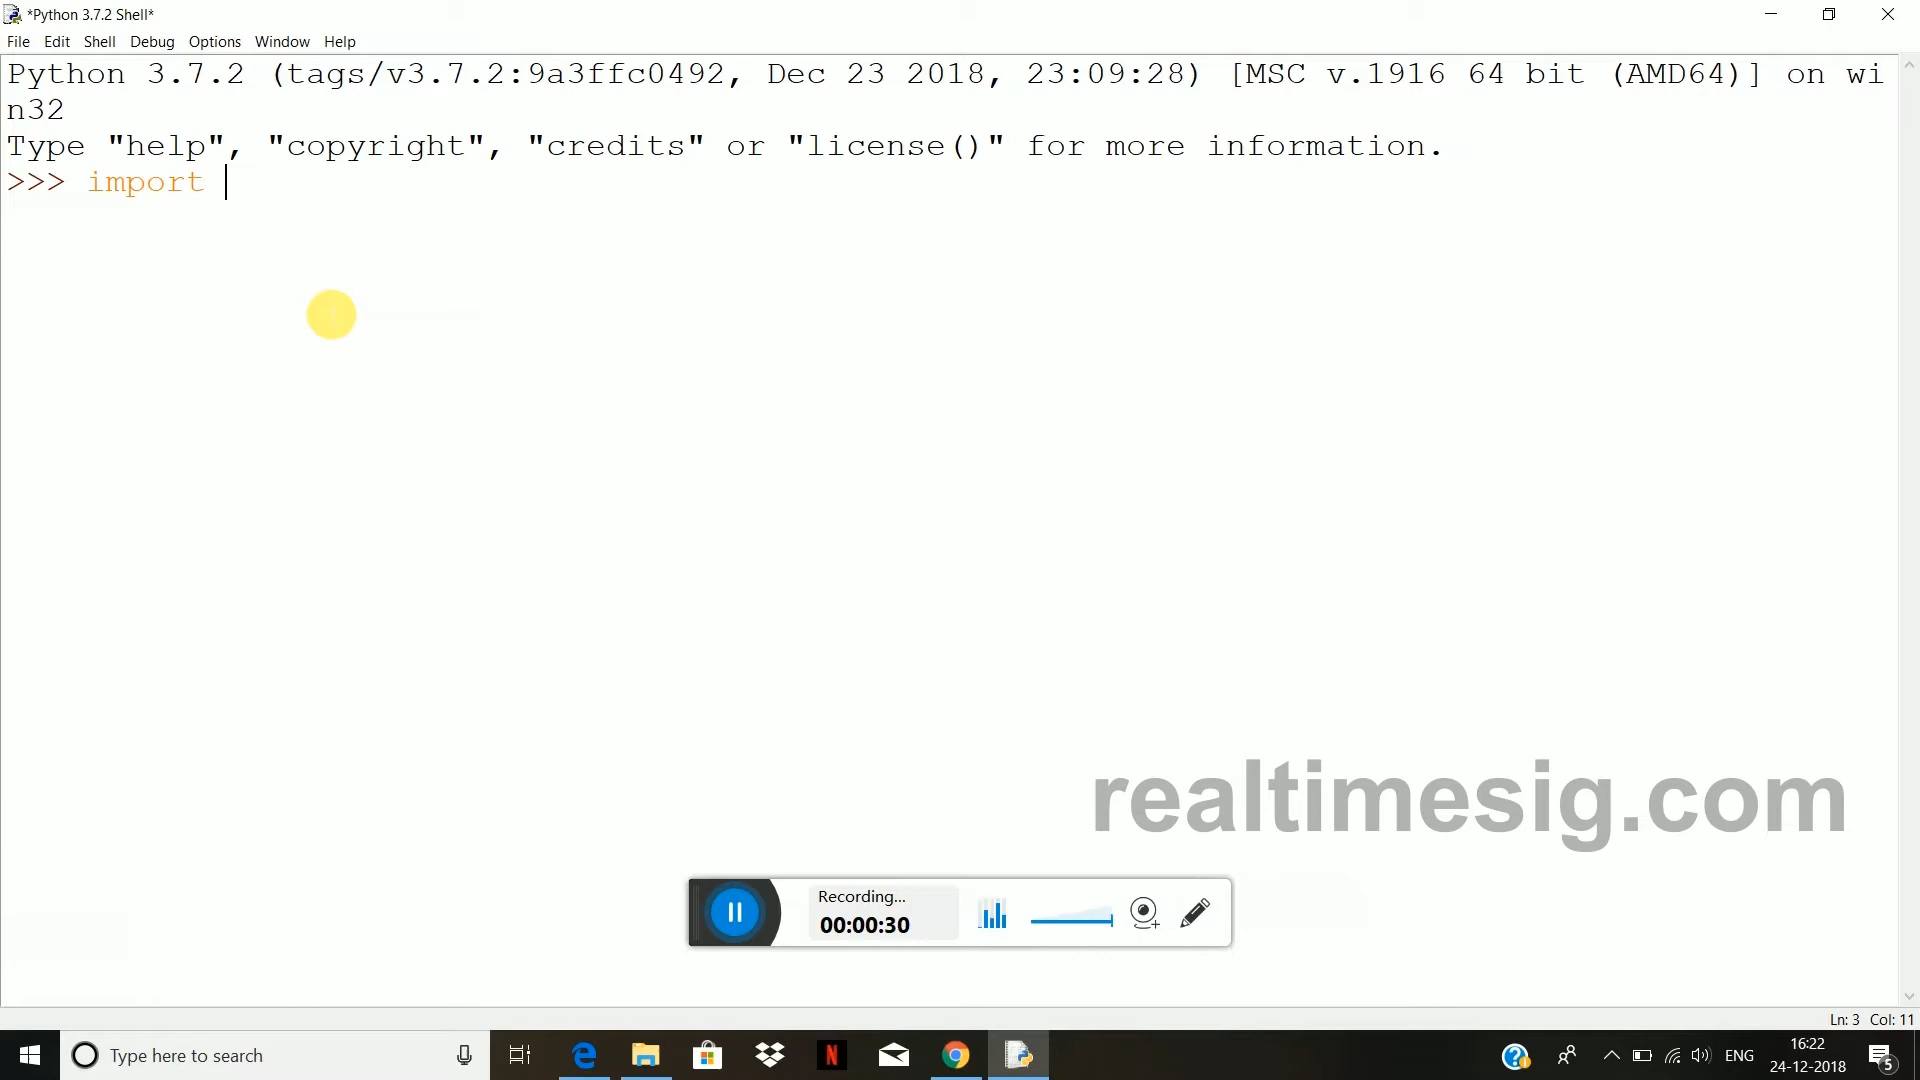 *Python 3.7.2 Shell*
File Edit Shell Debug Options Window Help
Python 3.7.2 (tags/v3.7.2:9a3ffc0492, Dec 23 2018, 23:09:28) [MSC v.1916 64 bit (AMD64)] on wi
n32
Type "help", "copyright", "credits" or "license()" for more information.
>>> import
realtimesig.com
Recording...
00:00:30
Ln: 3 Col: 11
Type here to search
N
ENG
16:22
24-12-2018
5